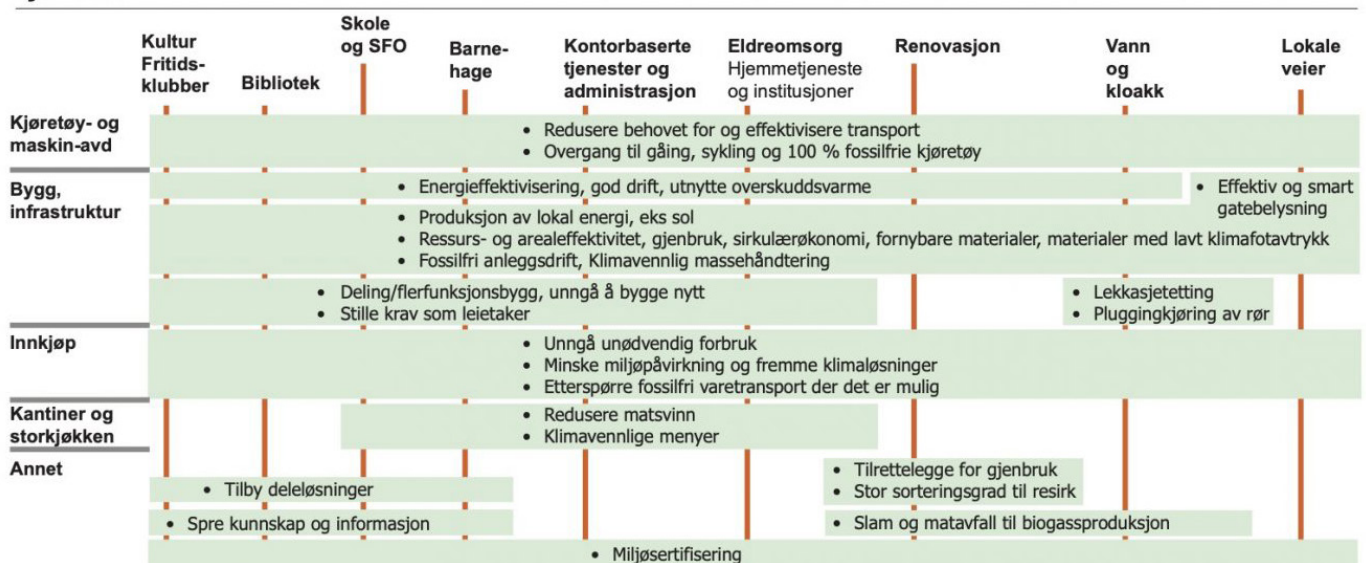 Kultur
Fritids-
klubber
Bibliotek
Skole
og SFO
Barne-
hage
Kontorbaserte
tjenester og
administrasjon
Eldreomsorg
Hjemmetjeneste
og institusjoner
Renovasjon
Vann
og
kloakk
Lokale
veier
Kjøretøy- og
maskin-avd
• Redusere behovet for og effektivisere transport
• Overgang til gåing, sykling og 100 % fossilfrie kjøretøy
Bygg,
infrastruktur
• Energieffektivisering, god drift, utnytte overskuddsvarme
• Effektiv og smart
gatebelysning
• Produksjon av lokal energi, eks sol
• Ressurs- og arealeffektivitet, gjenbruk, sirkulærøkonomi, fornybare materialer, materialer med lavt klimafotavtrykk
• Fossilfri anleggsdrift, Klimavennlig massehåndtering
• Deling/flerfunksjonsbygg, unngå å bygge nytt
• Stille krav som leietaker
• Lekkasjetetting
• Pluggingkjøring av rør
Innkjøp
• Unngå unødvendig forbruk
• Minske miljøpåvirkning og fremme klimaløsninger
• Etterspørre fossilfri varetransport der det er mulig
Kantiner og
storkjøkken
• Redusere matsvinn
• Klimavennlige menyer
Annet
• Tilrettelegge for gjenbruk
• Stor sorteringsgrad til resirk
• Tilby deleløsninger
• Spre kunnskap og informasjon
• Slam og matavfall til biogassproduksjon
• Miljøsertifisering